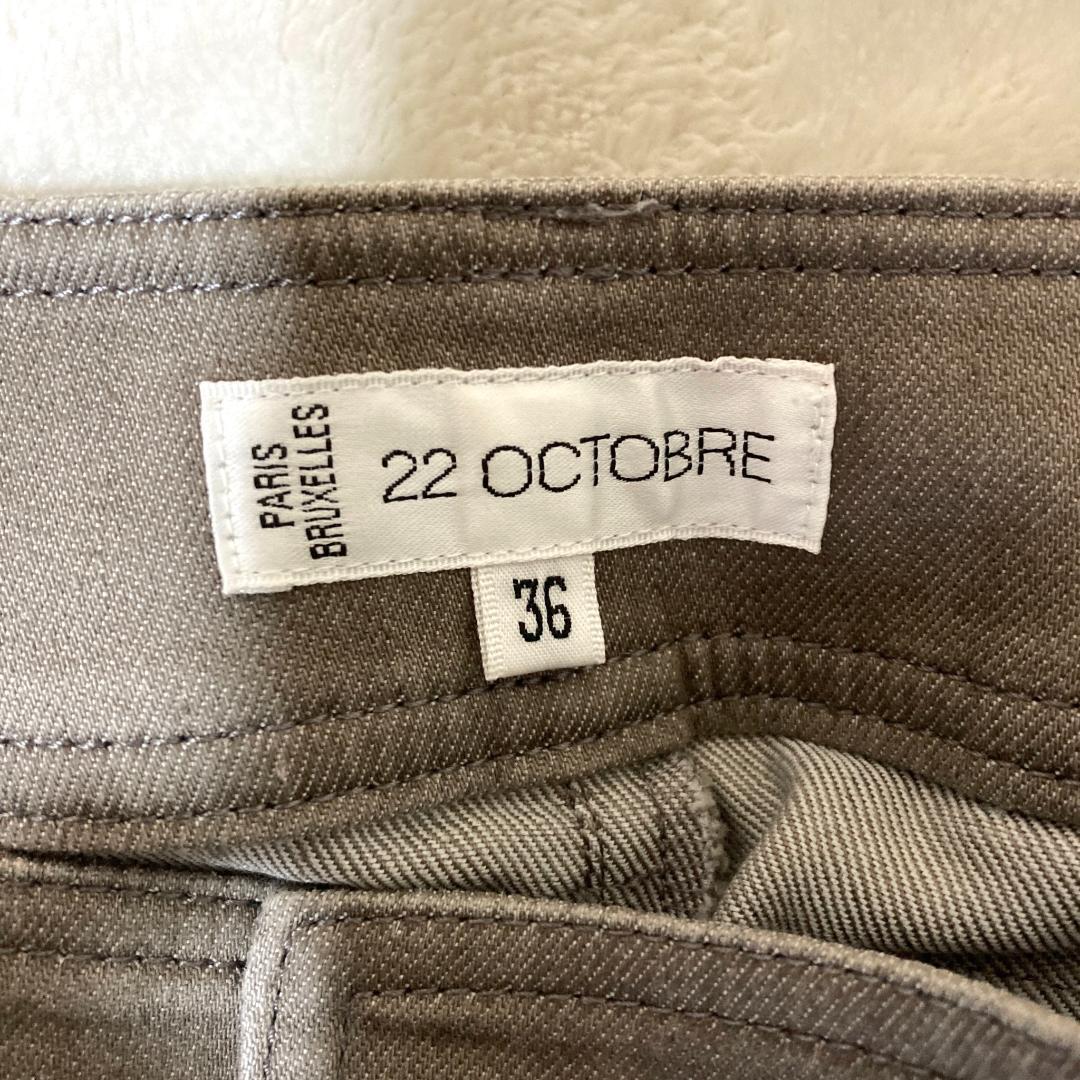 PARIS
BRUXELLES
22 OCTOBRE
36